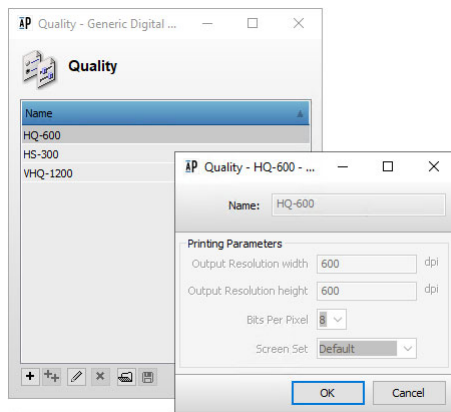 AP Quality - Generic Digital ...
Quality
Name
HQ-600
HS-300
VHQ-1200
AP Quality - HQ-600 - ...
Name: HQ-600
Printing Parameters
Output Resolution width 600 dpi
Output Resolution height 600 dpi
Bits Per Pixel 8
Screen Set Default
OK Cancel